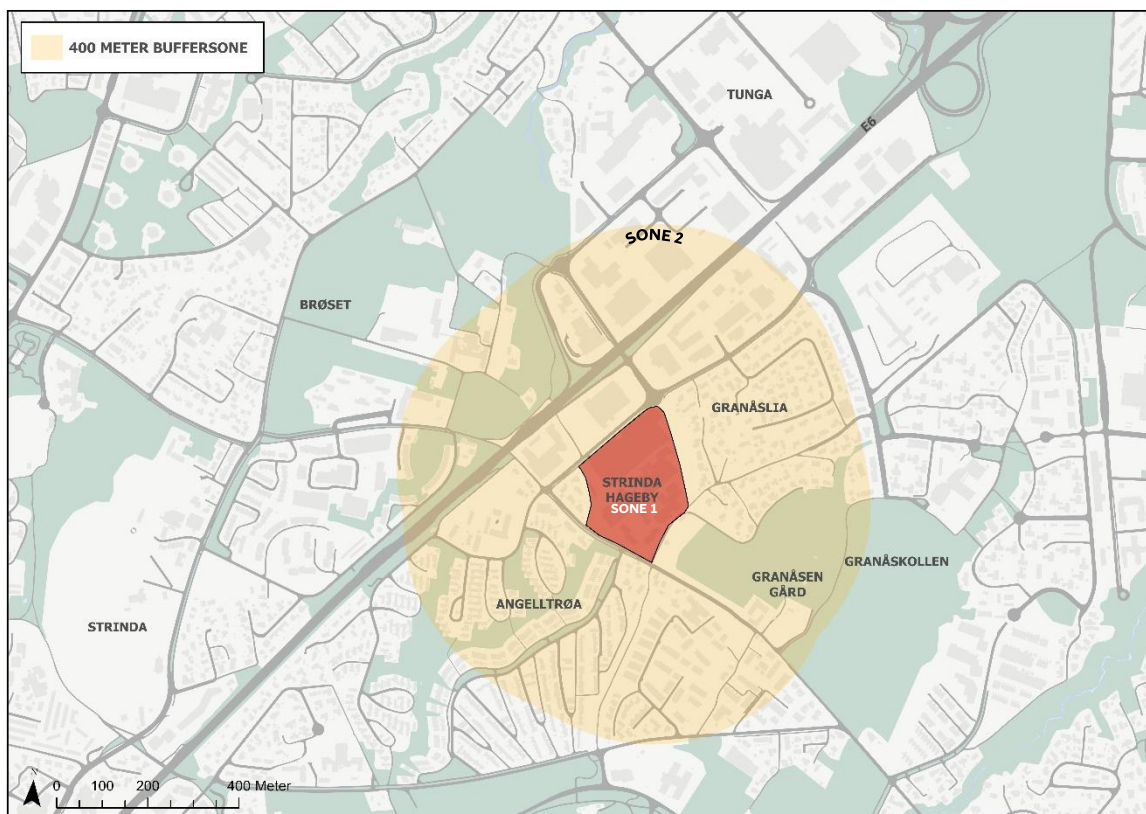 400 METER BUFFERSONE
TUNGA
E6
SONE 2
BRØSET
GRANÅSLIA
STRINDA
HAGEBY
SONE 1
GRANÅSKOLLEN
GRANÅSEN
GÅRD
ANGELLTRØA
STRINDA
N
0 100 200 400 Meter